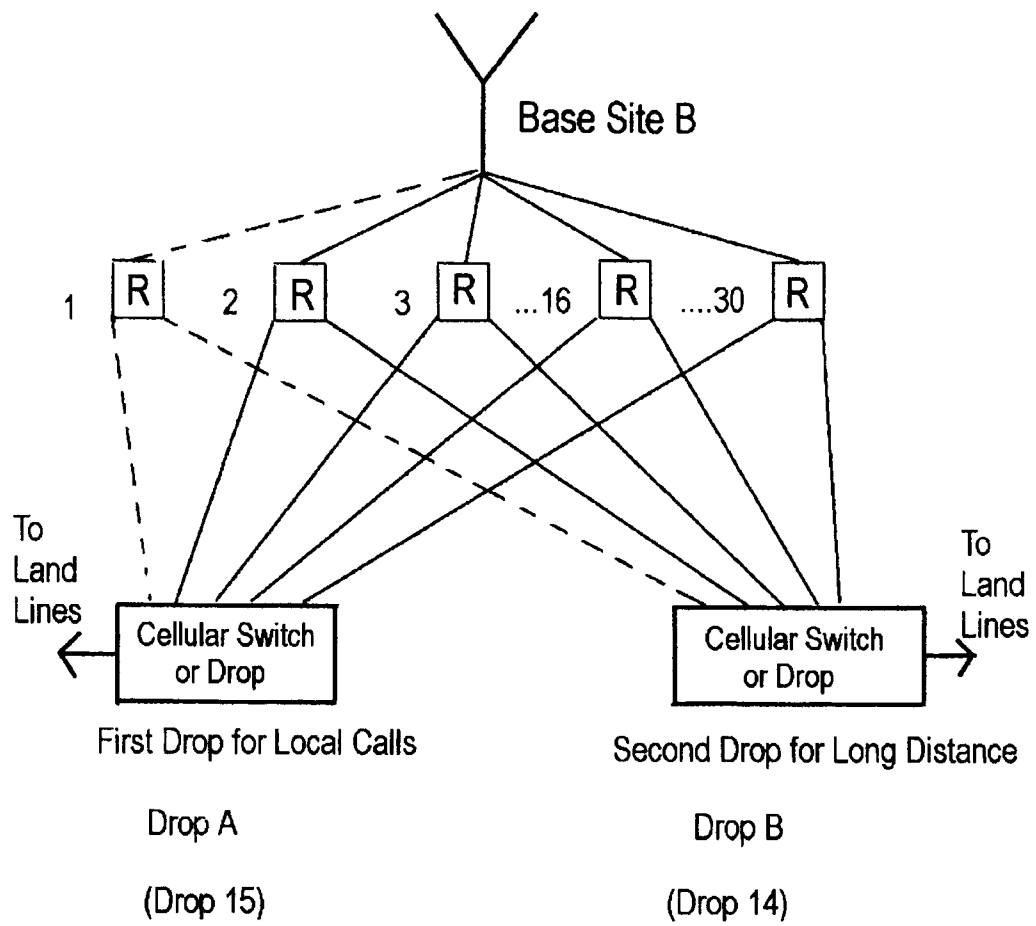 Base Site B
1 R 2 R 3 R ...16 R ....30 R
To
Land
Lines
Cellular Switch
or Drop
First Drop for Local Calls
Drop A
(Drop 15)
To
Land
Lines
Cellular Switch
or Drop
Second Drop for Long Distance
Drop B
(Drop 14)